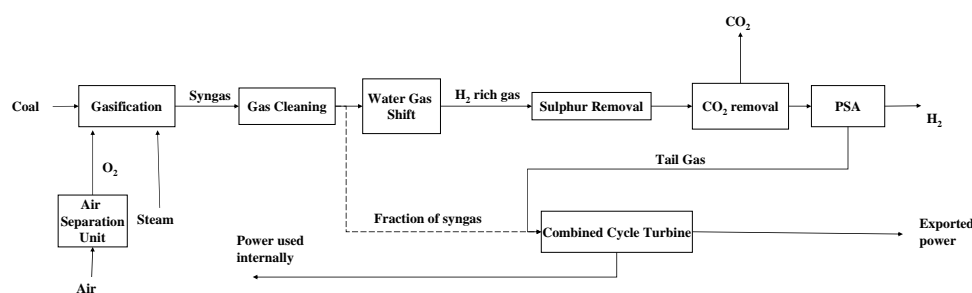 CO₂
Coal
Gasification
Syngas
Gas Cleaning
Water Gas
Shift
H₂ rich gas
Sulphur Removal
CO₂ removal
PSA
H₂
O₂
Tail Gas
Air
Separation
Unit
Steam
Fraction of syngas
Combined Cycle Turbine
Exported
power
Power used
internally
Air